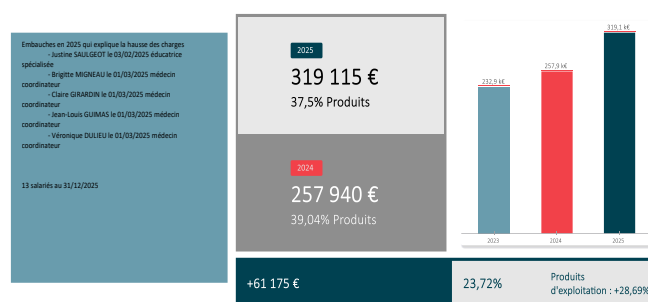 Embauches en 2025 qui explique la hausse des charges
- Justine SAULGEOT le 03/02/2025 éducatrice
spécialisée
- Brigitte MIGNEAU le 01/03/2025 médecin
coordinateur
- Claire GIRARDIN le 01/03/2025 médecin
coordinateur
- Jean-Louis GUIMAS le 01/03/2025 médecin
coordinateur
- Véronique DULIEU le 01/03/2025 médecin
coordinateur
13 salariés au 31/12/2025
2025
319 115 €
37,5% Produits
2024
257 940 €
39,04% Produits
232,9 k€
257,9 k€
319,1 k€
2023
2024
2025
+61 175 €
23,72%
Produits
d'exploitation : +28,69%